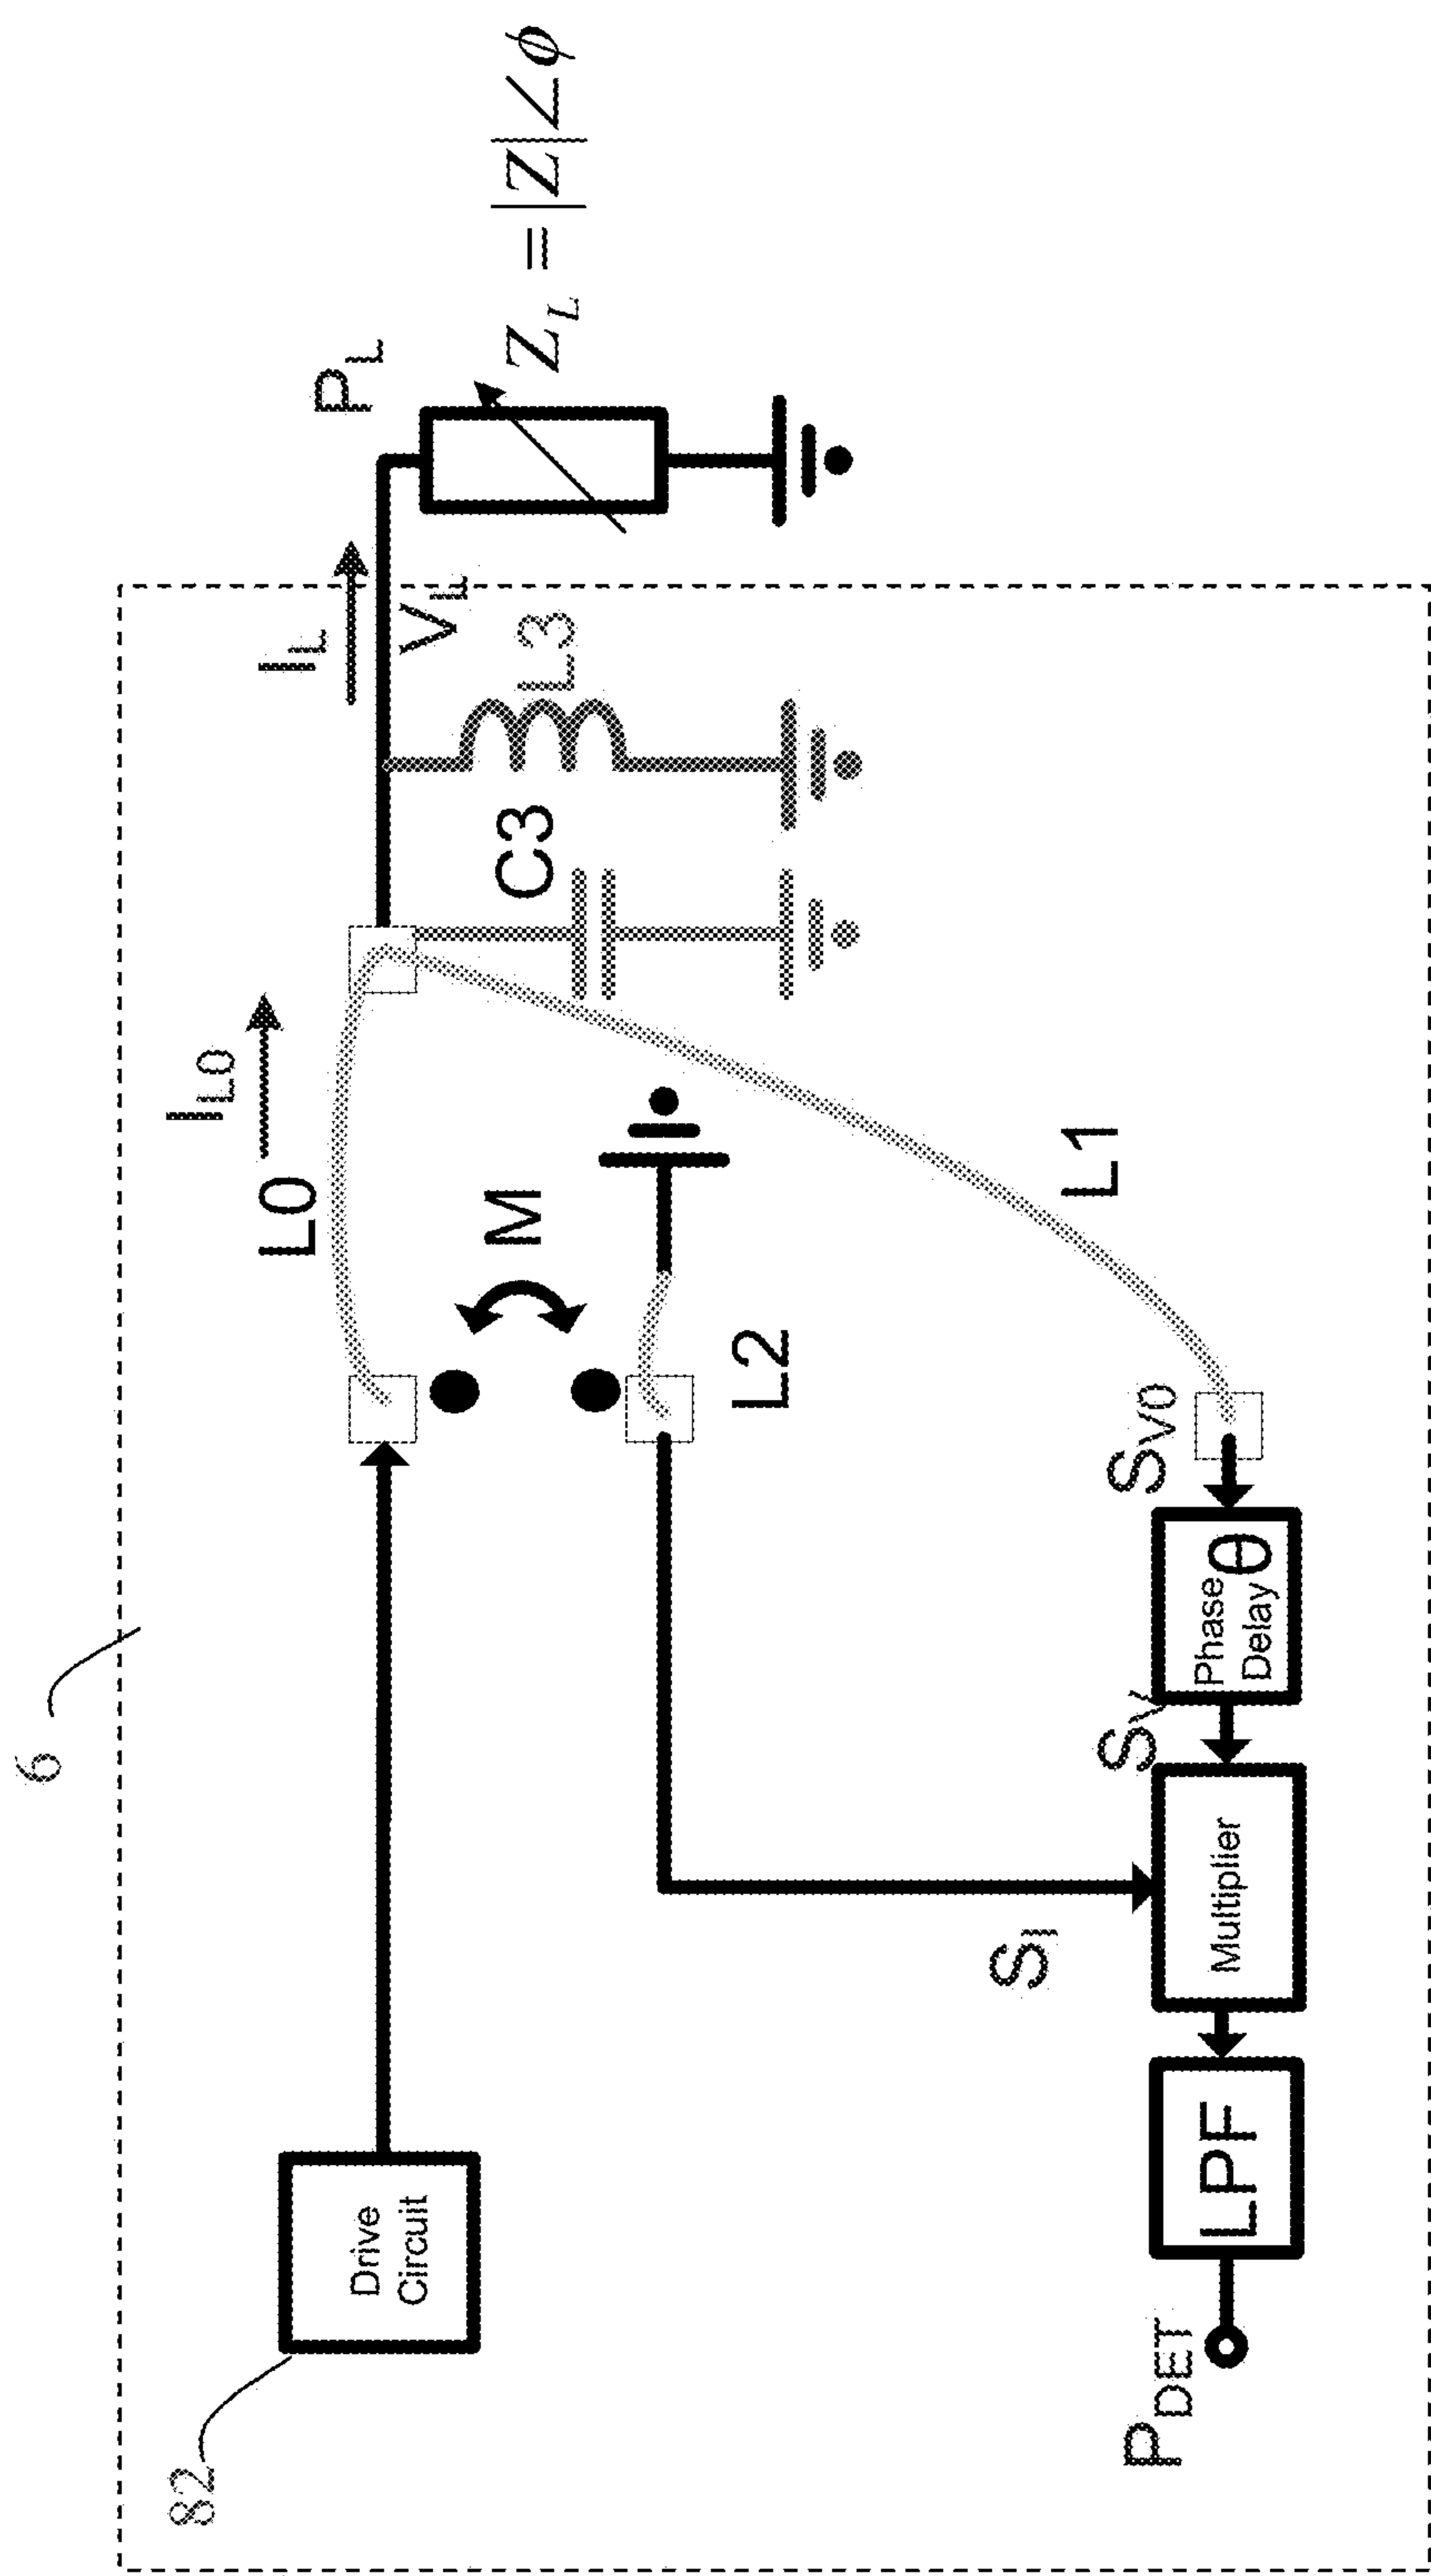 6
82
Drive
Circuit
L0
I_L0
I_L
V_L
P_L
Z_L = |Z|∠ϕ
M
L2
C3
L3
L1
S_I
S_V0
Phase
Delay θ
S_V
Multiplier
LPF
P_DET